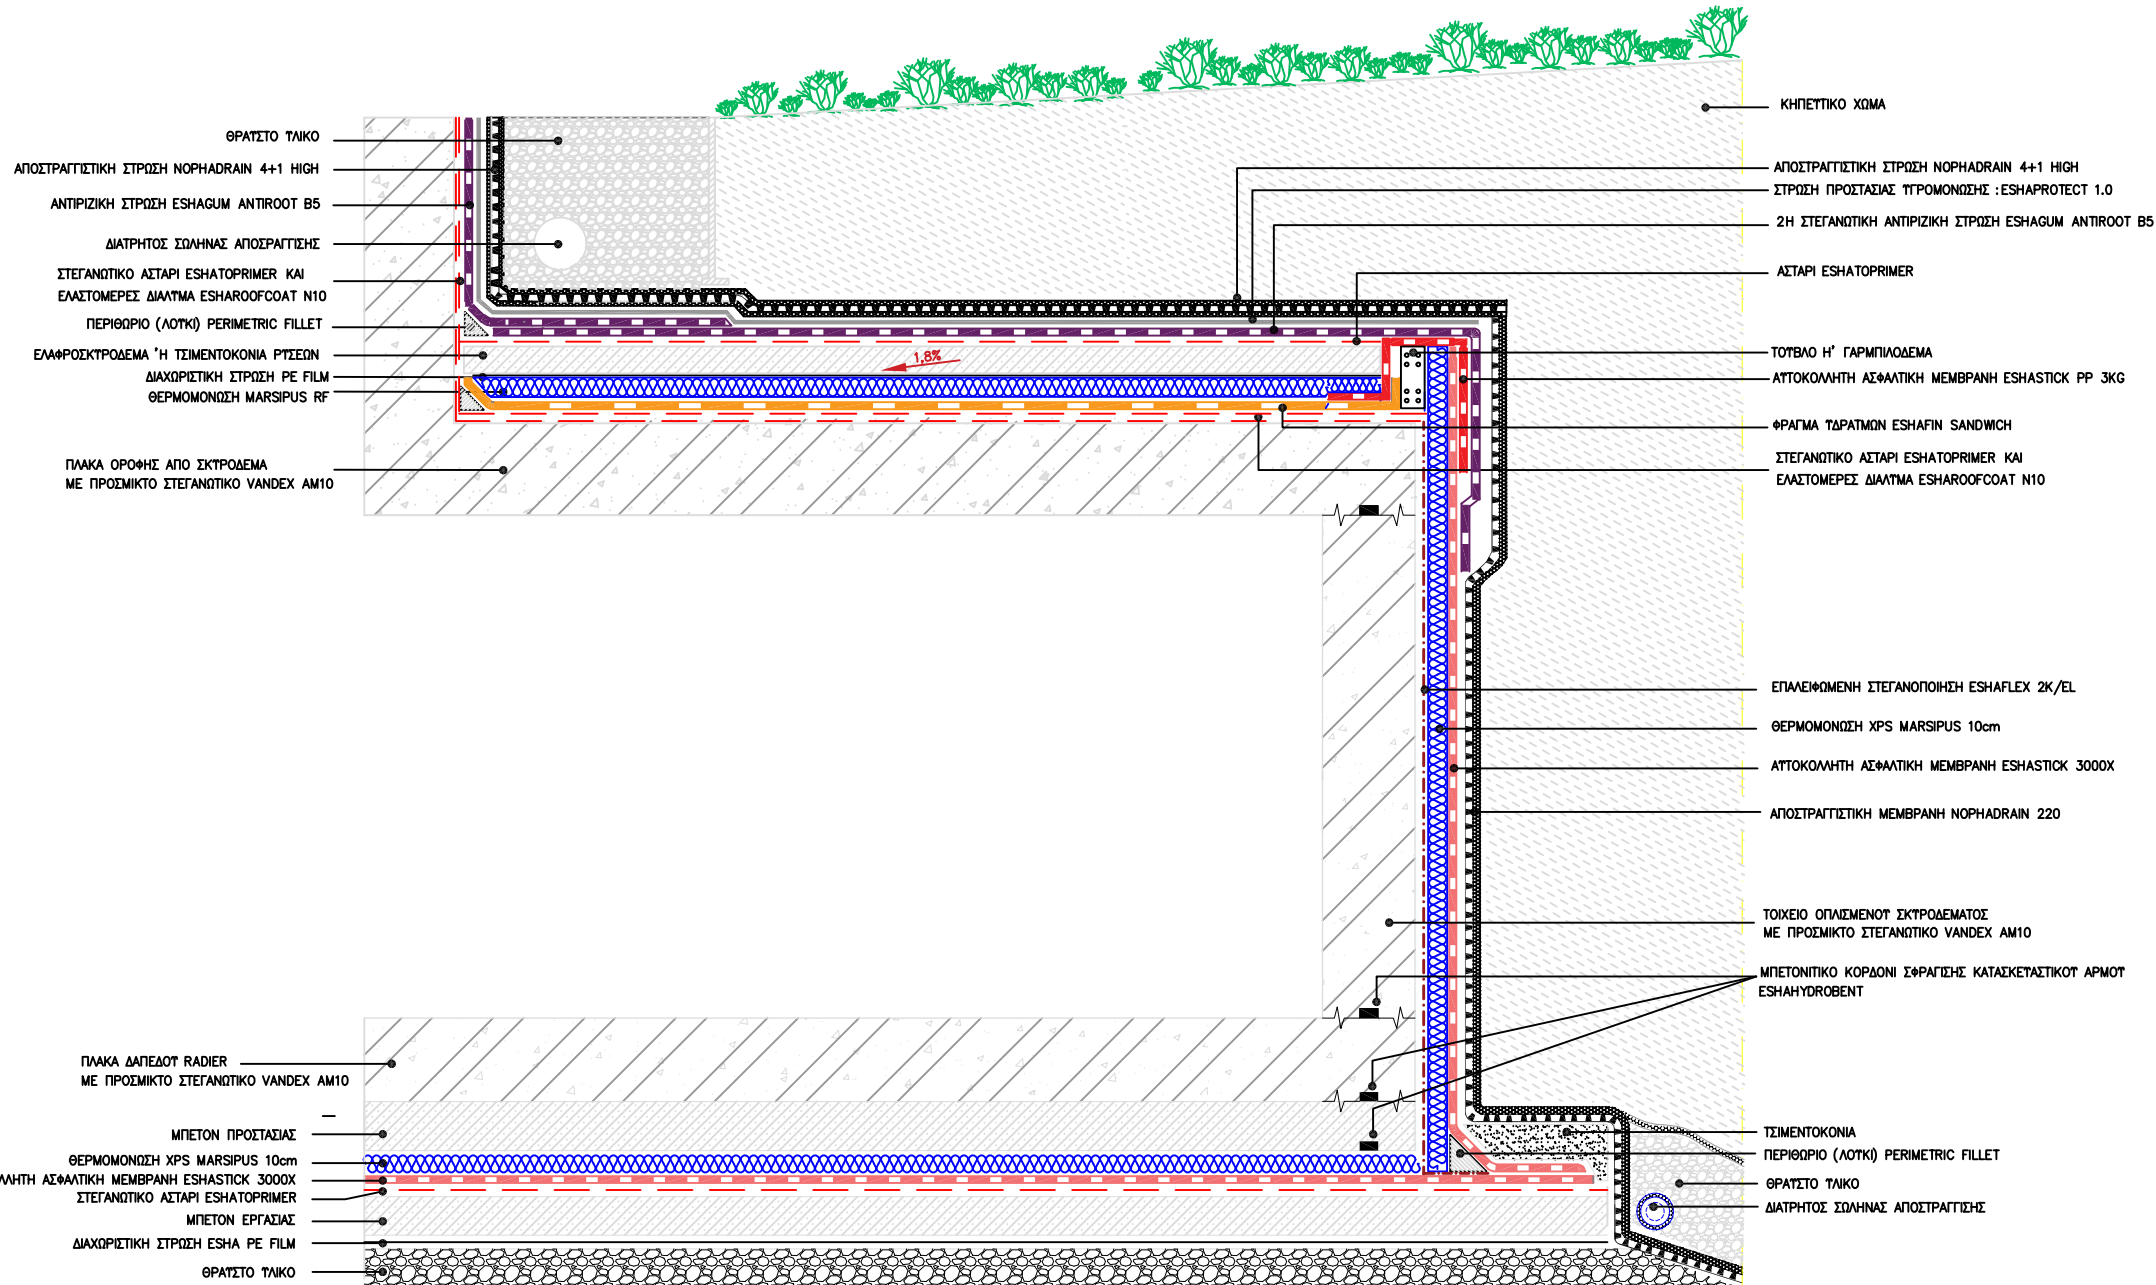 ΘΡΑΥΣΤΟ ΥΛΙΚΟ
ΑΠΟΣΤΡΑΓΓΙΣΤΙΚΗ ΣΤΡΩΣΗ NOPHADRAIN 4+1 HIGH
ΑΝΤΙΡΙΖΙΚΗ ΣΤΡΩΣΗ ESHAGUM ANTIROOT B5
ΔΙΑΤΡΗΤΟΣ ΣΩΛΗΝΑΣ ΑΠΟΣΡΑΓΓΙΣΗΣ
ΣΤΕΓΑΝΩΤΙΚΟ ΑΣΤΑΡΙ ESHATOPRIMER ΚΑΙ
ΕΛΑΣΤΟΜΕΡΕΣ ΔΙΑΛΥΜΑ ESHAROOFCOAT N10
ΠΕΡΙΘΩΡΙΟ (ΛΟΥΚΙ) PERIMETRIC FILLET
ΕΛΑΦΡΟΣΚΥΡΟΔΕΜΑ 'Η ΤΣΙΜΕΝΤΟΚΟΝΙΑ ΡΥΣΕΩΝ
ΔΙΑΧΩΡΙΣΤΙΚΗ ΣΤΡΩΣΗ PE FILM
ΘΕΡΜΟΜΟΝΩΣΗ MARSIPUS RF
ΠΛΑΚΑ ΟΡΟΦΗΣ ΑΠΟ ΣΚΥΡΟΔΕΜΑ
ΜΕ ΠΡΟΣΜΙΚΤΟ ΣΤΕΓΑΝΩΤΙΚΟ VANDEX AM10
1,8%
ΠΛΑΚΑ ΔΑΠΕΔΟΥ RADIER
ΜΕ ΠΡΟΣΜΙΚΤΟ ΣΤΕΓΑΝΩΤΙΚΟ VANDEX AM10
ΜΠΕΤΟΝ ΠΡΟΣΤΑΣΙΑΣ
ΘΕΡΜΟΜΟΝΩΣΗ XPS MARSIPUS 10cm
ΛΛΗΤΗ ΑΣΦΑΛΤΙΚΗ ΜΕΜΒΡΑΝΗ ESHASTICK 3000X
ΣΤΕΓΑΝΩΤΙΚΟ ΑΣΤΑΡΙ ESHATOPRIMER
ΜΠΕΤΟΝ ΕΡΓΑΣΙΑΣ
ΔΙΑΧΩΡΙΣΤΙΚΗ ΣΤΡΩΣΗ ESHA PE FILM
ΘΡΑΥΣΤΟ ΥΛΙΚΟ
ΚΗΠΕΥΤΙΚΟ ΧΩΜΑ
ΑΠΟΣΤΡΑΓΓΙΣΤΙΚΗ ΣΤΡΩΣΗ NOPHADRAIN 4+1 HIGH
ΣΤΡΩΣΗ ΠΡΟΣΤΑΣΙΑΣ ΥΓΡΟΜΟΝΩΣΗΣ :ESHAPROTECT 1.0
2Η ΣΤΕΓΑΝΩΤΙΚΗ ΑΝΤΙΡΙΖΙΚΗ ΣΤΡΩΣΗ ESHAGUM ANTIROOT B5
ΑΣΤΑΡΙ ESHATOPRIMER
ΤΟΥΒΛΟ Η' ΓΑΡΜΠΙΛΟΔΕΜΑ
ΑΥΤΟΚΟΛΛΗΤΗ ΑΣΦΑΛΤΙΚΗ ΜΕΜΒΡΑΝΗ ESHASTICK PP 3KG
ΦΡΑΓΜΑ ΥΔΡΑΤΜΩΝ ESHAFIN SANDWICH
ΣΤΕΓΑΝΩΤΙΚΟ ΑΣΤΑΡΙ ESHATOPRIMER ΚΑΙ
ΕΛΑΣΤΟΜΕΡΕΣ ΔΙΑΛΥΜΑ ESHAROOFCOAT N10
ΕΠΑΛΕΙΦΩΜΕΝΗ ΣΤΕΓΑΝΟΠΟΙΗΣΗ ESHAFLEX 2K/EL
ΘΕΡΜΟΜΟΝΩΣΗ XPS MARSIPUS 10cm
ΑΥΤΟΚΟΛΛΗΤΗ ΑΣΦΑΛΤΙΚΗ ΜΕΜΒΡΑΝΗ ESHASTICK 3000X
ΑΠΟΣΤΡΑΓΓΙΣΤΙΚΗ ΜΕΜΒΡΑΝΗ NOPHADRAIN 220
ΤΟΙΧΕΙΟ ΟΠΛΙΣΜΕΝΟΥ ΣΚΥΡΟΔΕΜΑΤΟΣ
ΜΕ ΠΡΟΣΜΙΚΤΟ ΣΤΕΓΑΝΩΤΙΚΟ VANDEX AM10
ΜΠΕΤΟΝΙΤΙΚΟ ΚΟΡΔΟΝΙ ΣΦΡΑΓΙΣΗΣ ΚΑΤΑΣΚΕΥΑΣΤΙΚΟΥ ΑΡΜΟΥ
ESHAHYDROBENT
ΤΣΙΜΕΝΤΟΚΟΝΙΑ
ΠΕΡΙΘΩΡΙΟ (ΛΟΥΚΙ) PERIMETRIC FILLET
ΘΡΑΥΣΤΟ ΥΛΙΚΟ
ΔΙΑΤΡΗΤΟΣ ΣΩΛΗΝΑΣ ΑΠΟΣΤΡΑΓΓΙΣΗΣ